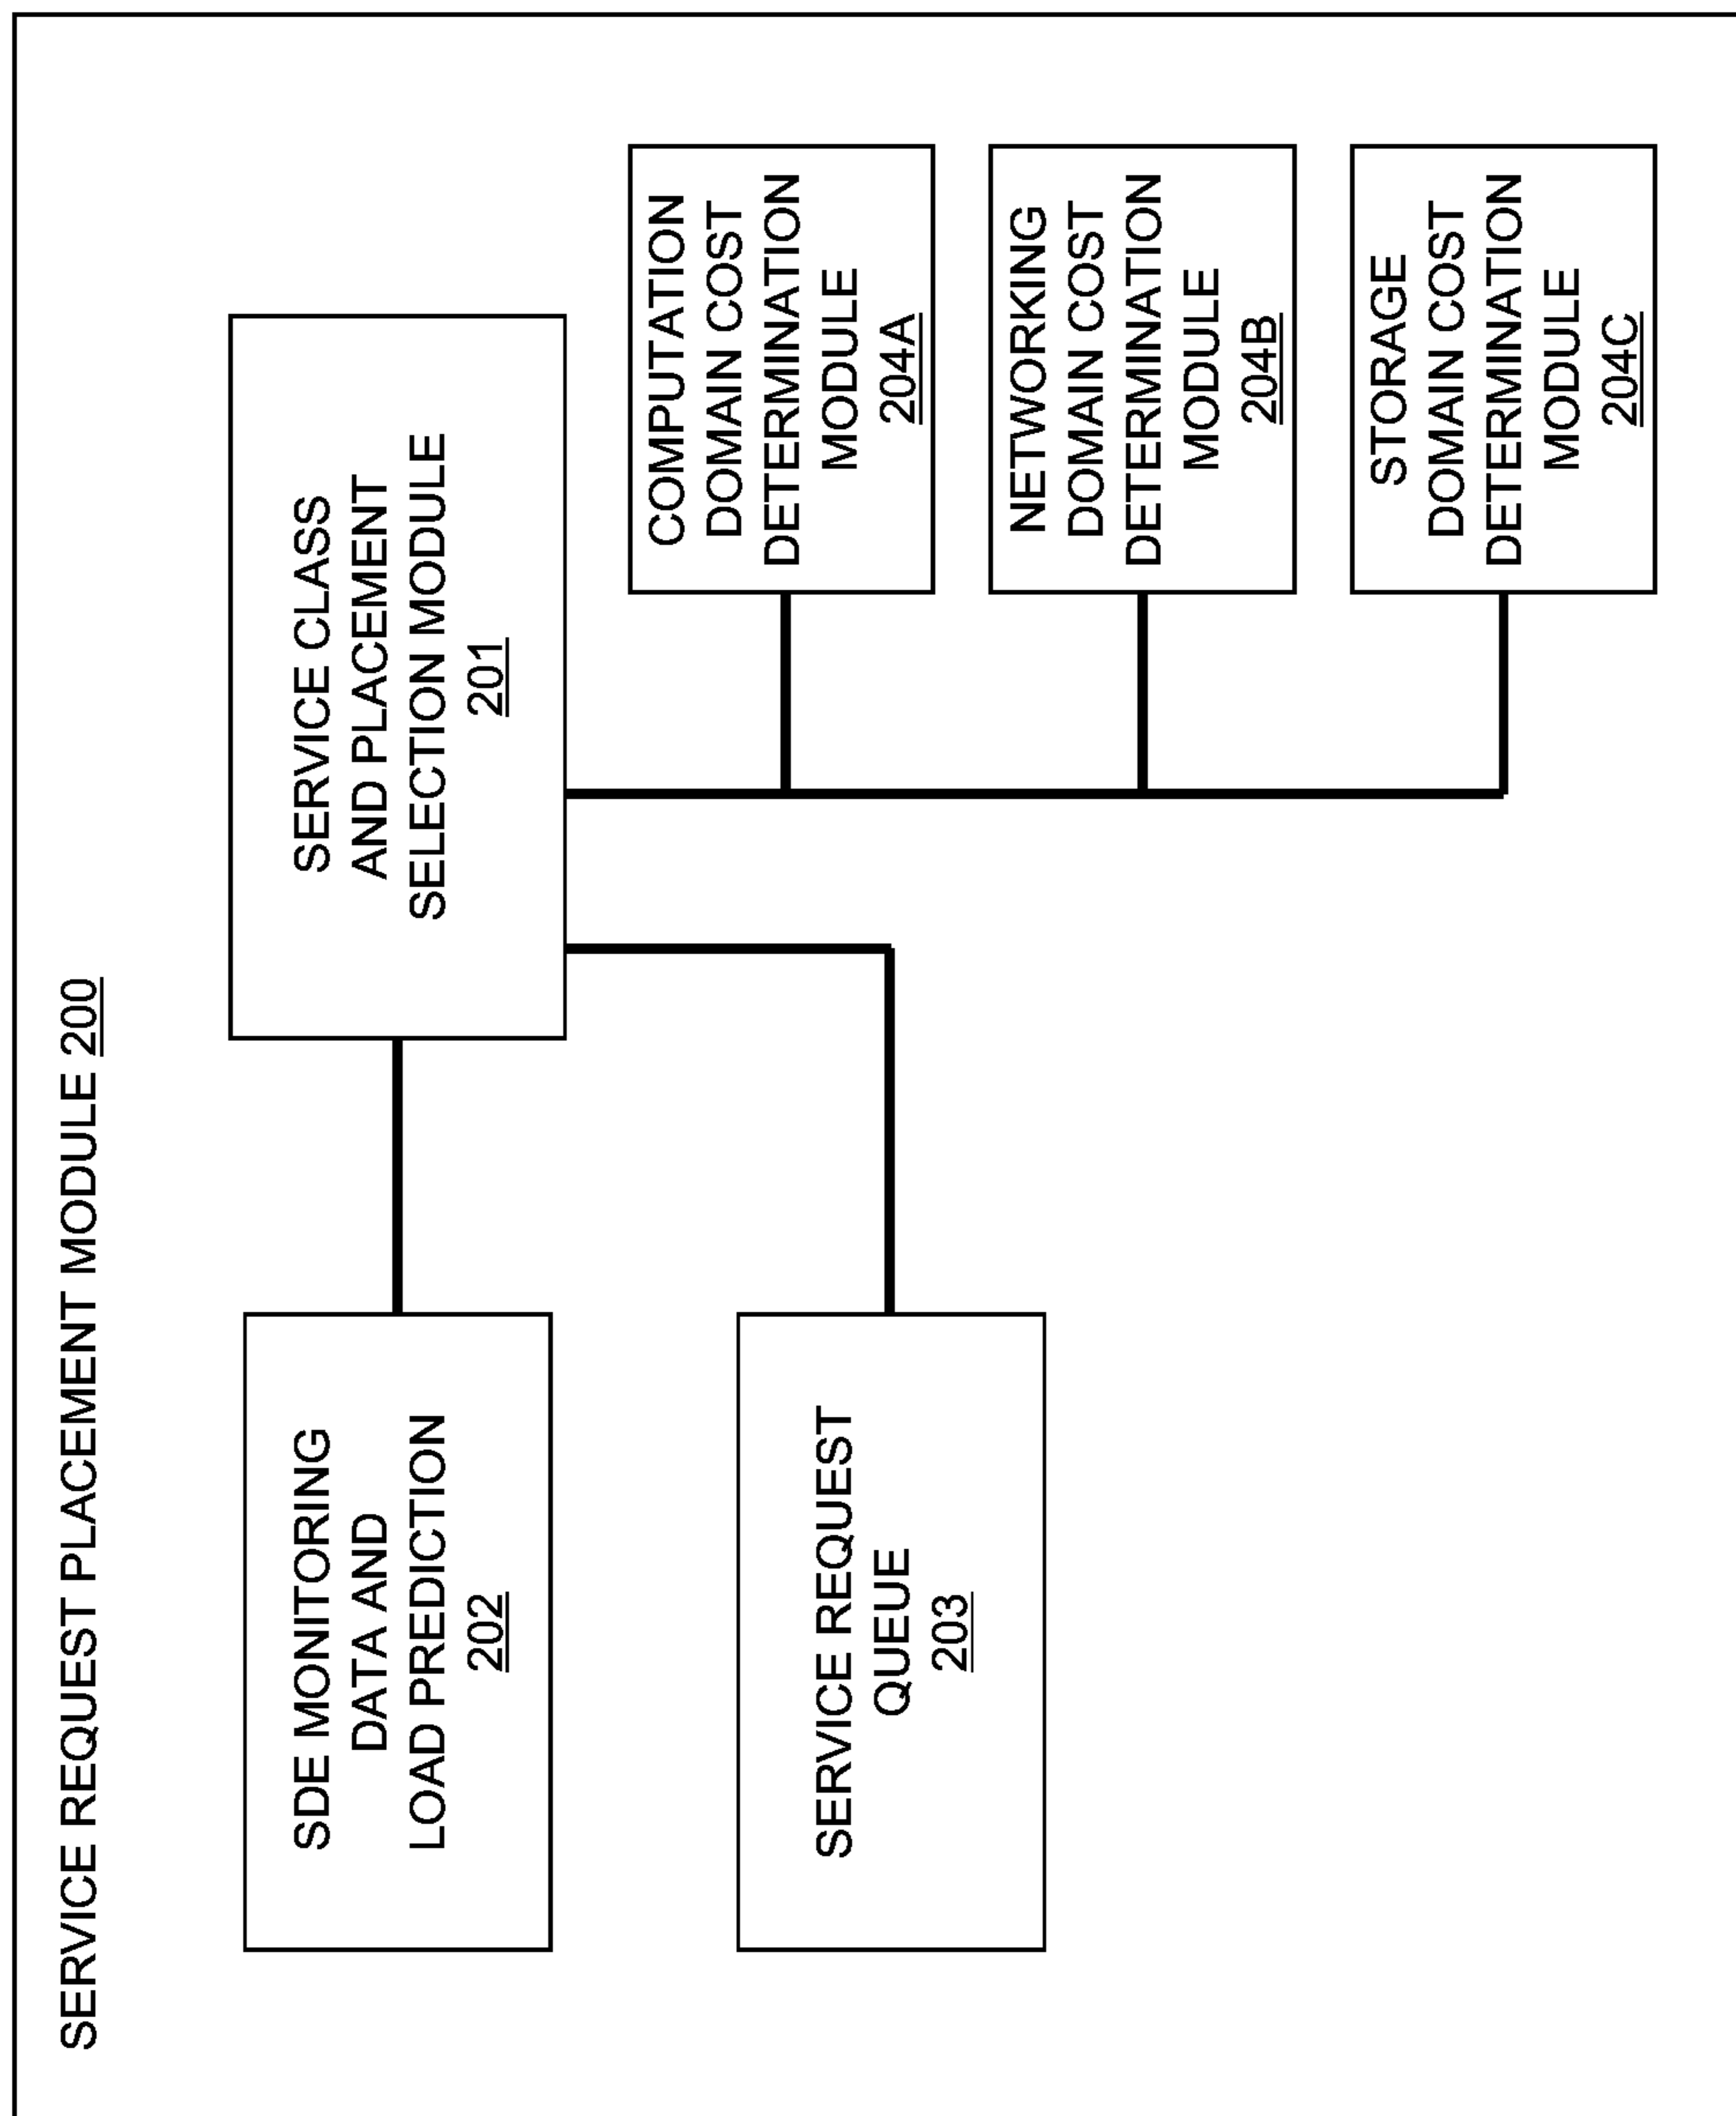 SERVICE REQUEST PLACEMENT MODULE 200
SDE MONITORING
DATA AND
LOAD PREDICTION
202
SERVICE CLASS
AND PLACEMENT
SELECTION MODULE
201
SERVICE REQUEST
QUEUE
203
COMPUTATION
DOMAIN COST
DETERMINATION
MODULE
204A
NETWORKING
DOMAIN COST
DETERMINATION
MODULE
204B
STORAGE
DOMAIN COST
DETERMINATION
MODULE
204C